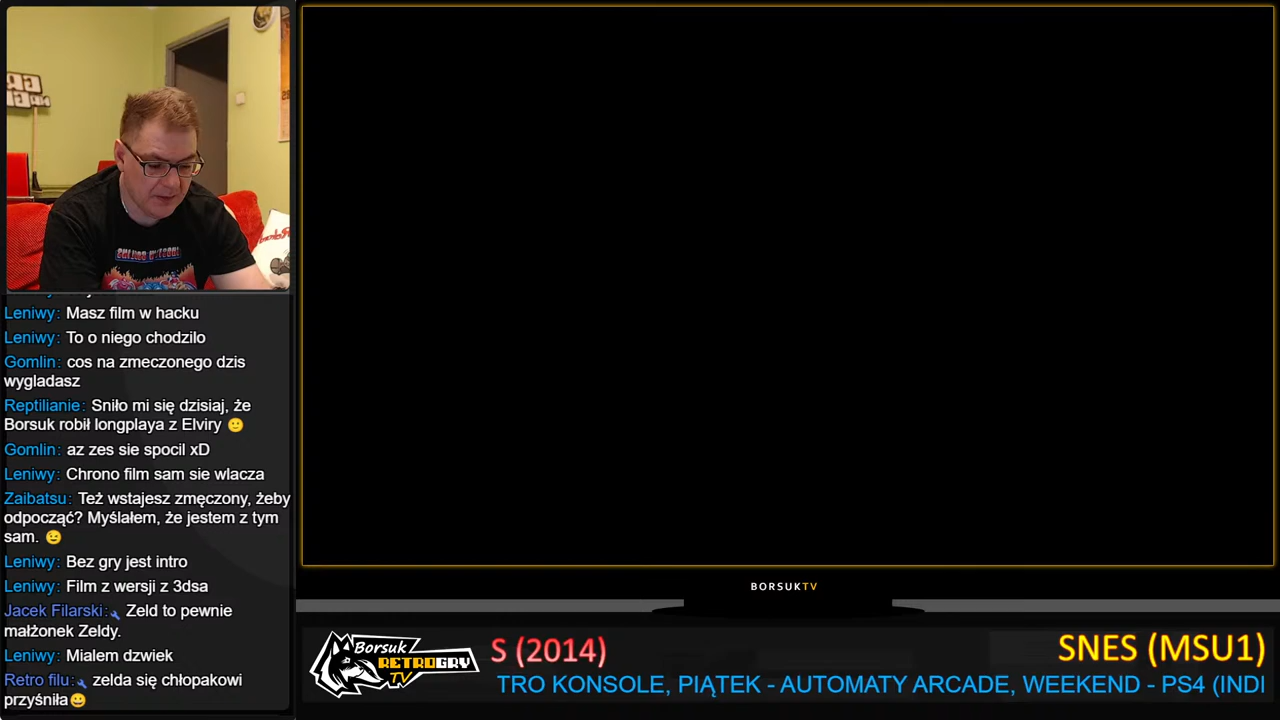 Leniwy: Masz film w hacku
Leniwy: To o niego chodzilo
Gomlin: cos na zmeczonego dzis
wygladasz
Reptilianie: Sniło mi się dzisiaj, że
Borsuk robił longplaya z Elviry 🙂
Gomlin: az zes sie spocil xD
Leniwy: Chrono film sam sie wlacza
Zaibatsu: Też wstajesz zmęczony, żeby
odpocząć? Myślałem, że jestem z tym
sam. 😉
Leniwy: Bez gry jest intro
Leniwy: Film z wersji z 3dsa
Jacek Filarski: Zeld to pewnie
małżonek Zeldy.
Leniwy: Mialem dzwiek
Retro filu: zelda się chłopakowi
przyśniła😀
BORSUKTV
Borsuk
RETROGRY
TV
S (2014)
SNES (MSU1)
TRO KONSOLE, PIĄTEK - AUTOMATY ARCADE, WEEKEND - PS4 (INDI